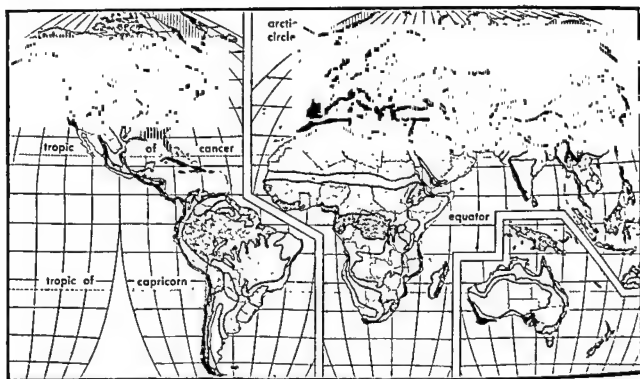 arctic-
circle
tropic of cancer
equator
tropic of capricorn